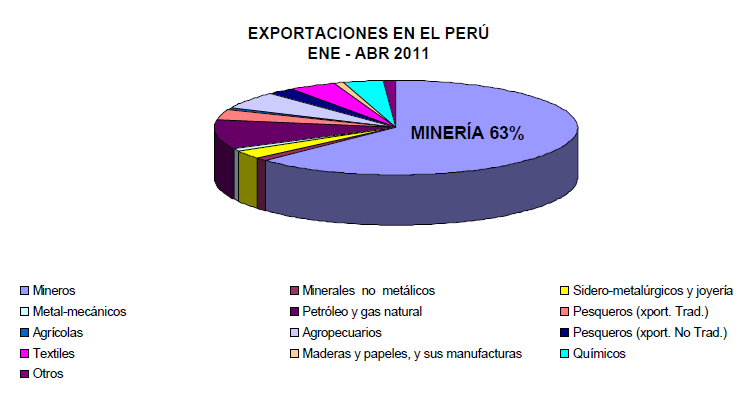 EXPORTACIONES EN EL PERÚ
ENE - ABR 2011
MINERÍA 63%
Mineros
Minerales no metálicos
Sidero-metalúrgicos y joyería
Metal-mecánicos
Petróleo y gas natural
Pesqueros (xport. Trad.)
Agrícolas
Agropecuarios
Pesqueros (xport. No Trad.)
Textiles
Maderas y papeles, y sus manufacturas
Químicos
Otros